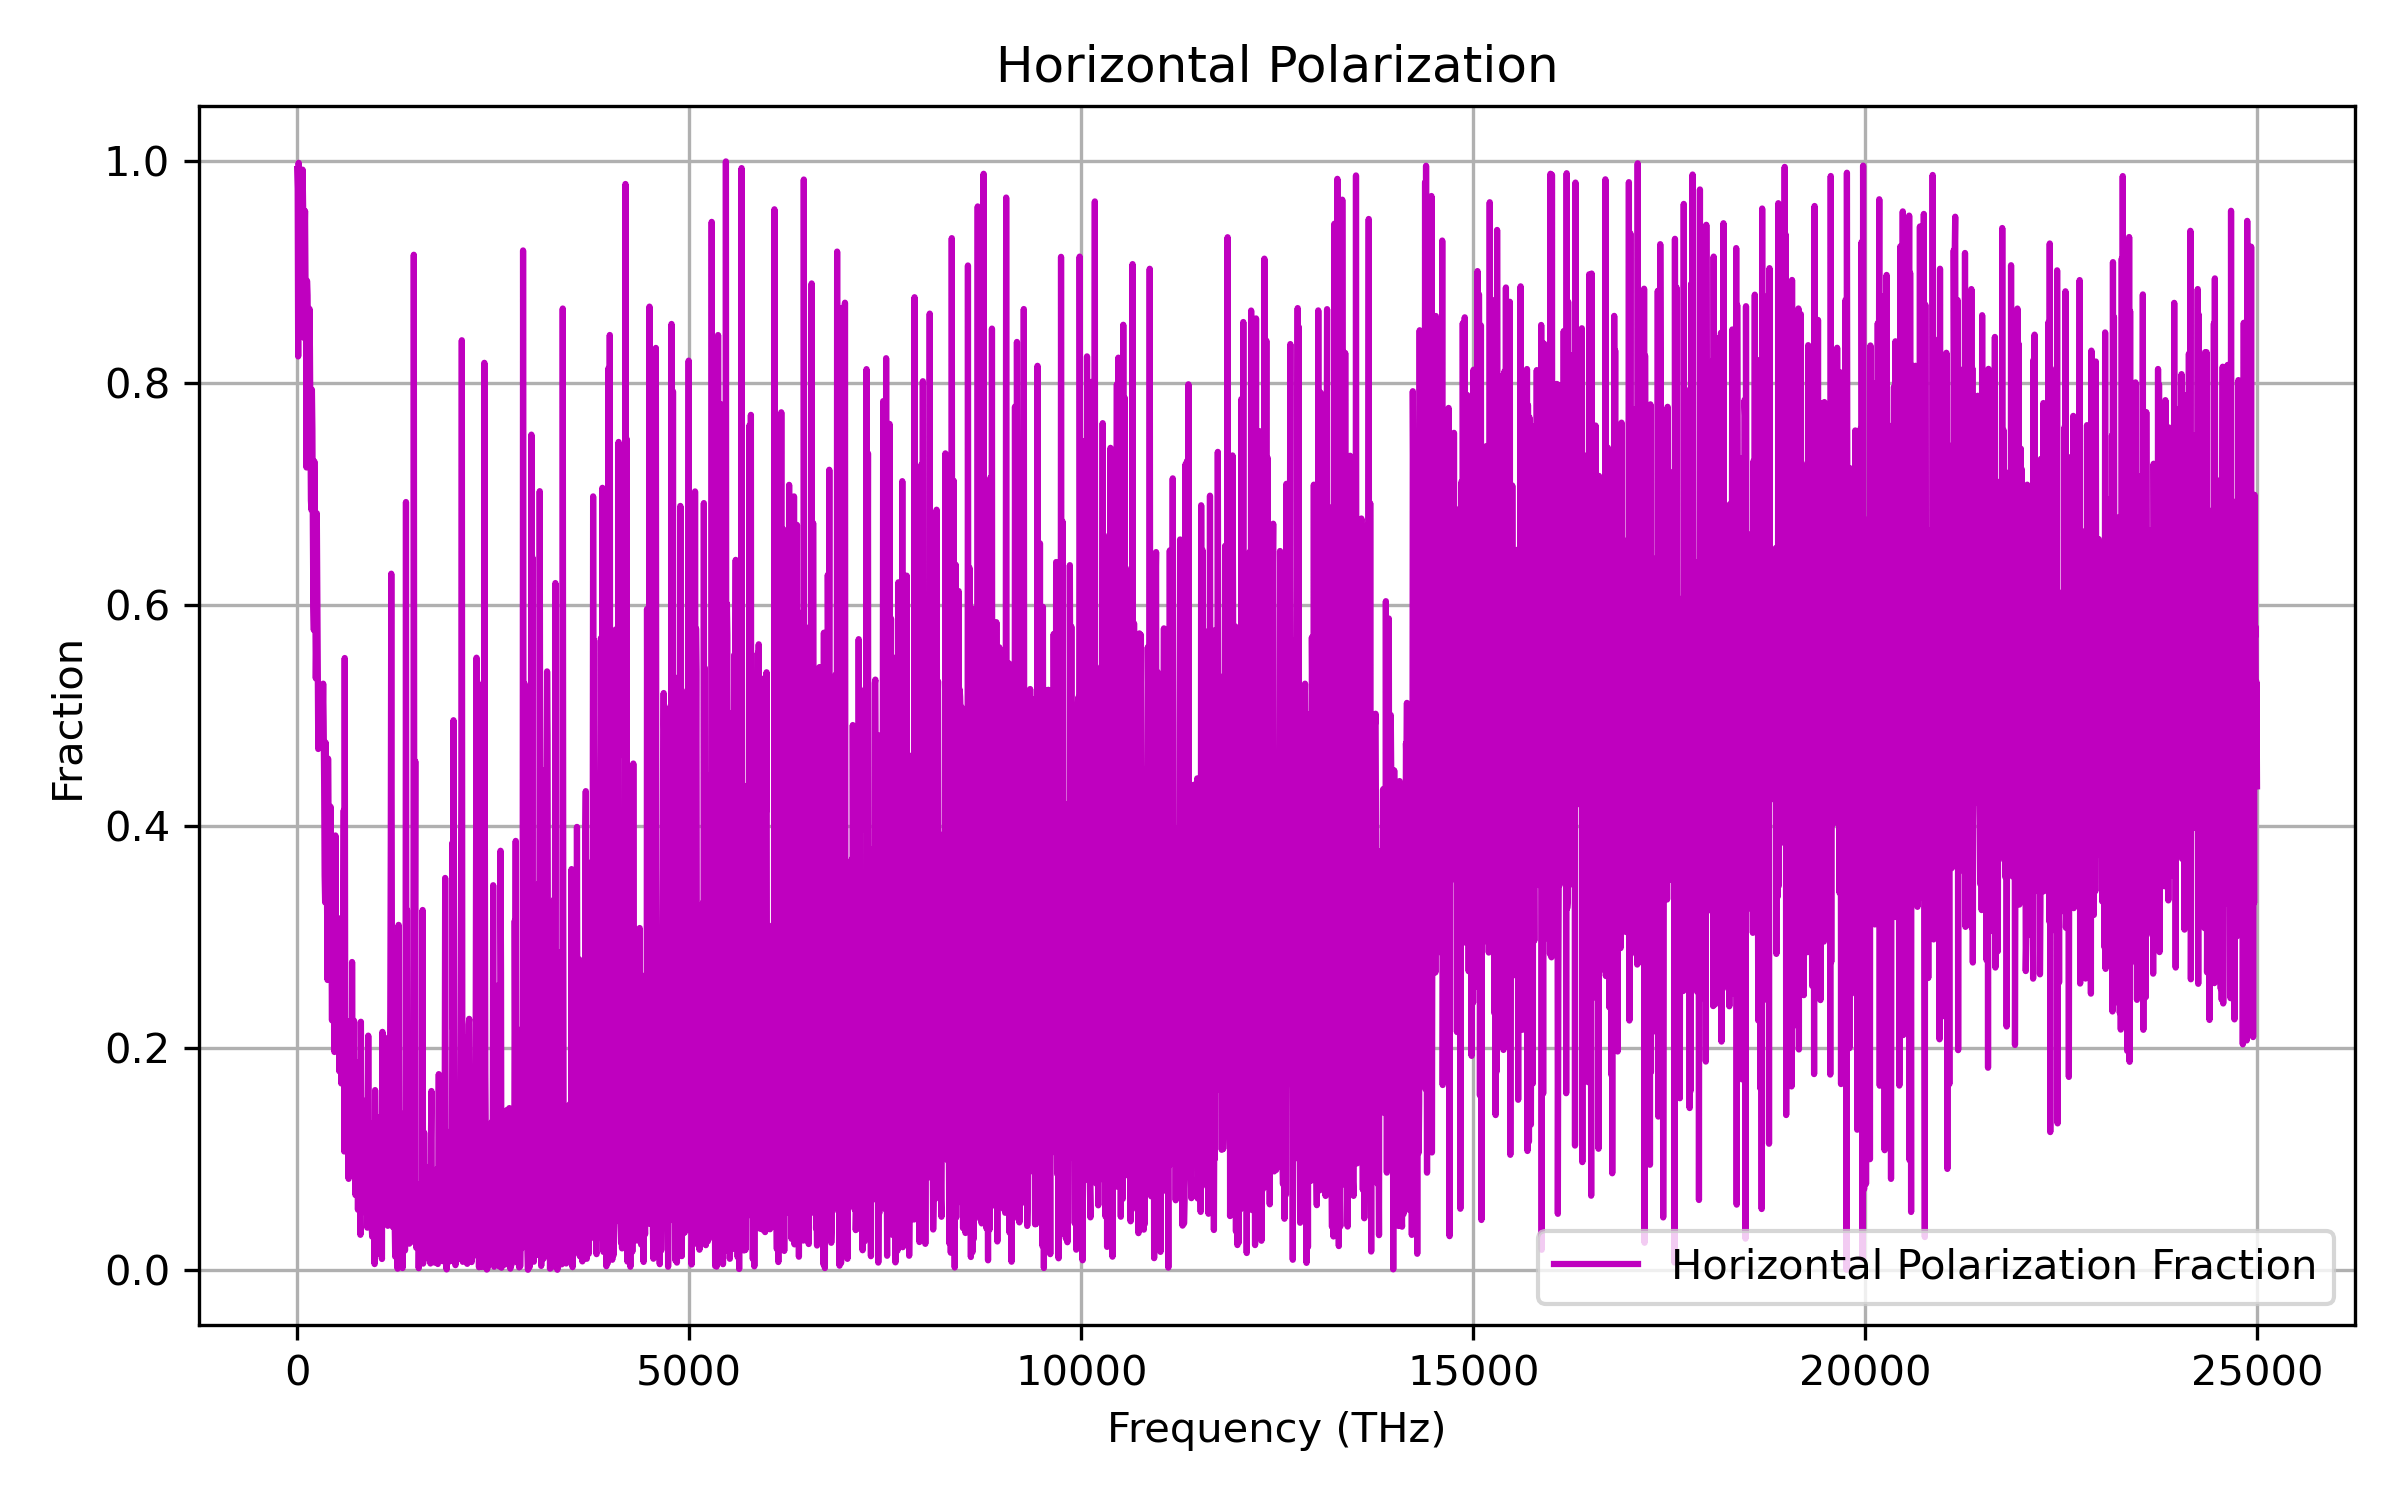 Horizontal Polarization
1.0
0.8
0.6
0.4
0.2
0.0
Fraction
Horizontal Polarization Fraction
0 5000 10000 15000 20000 25000
Frequency (THz)